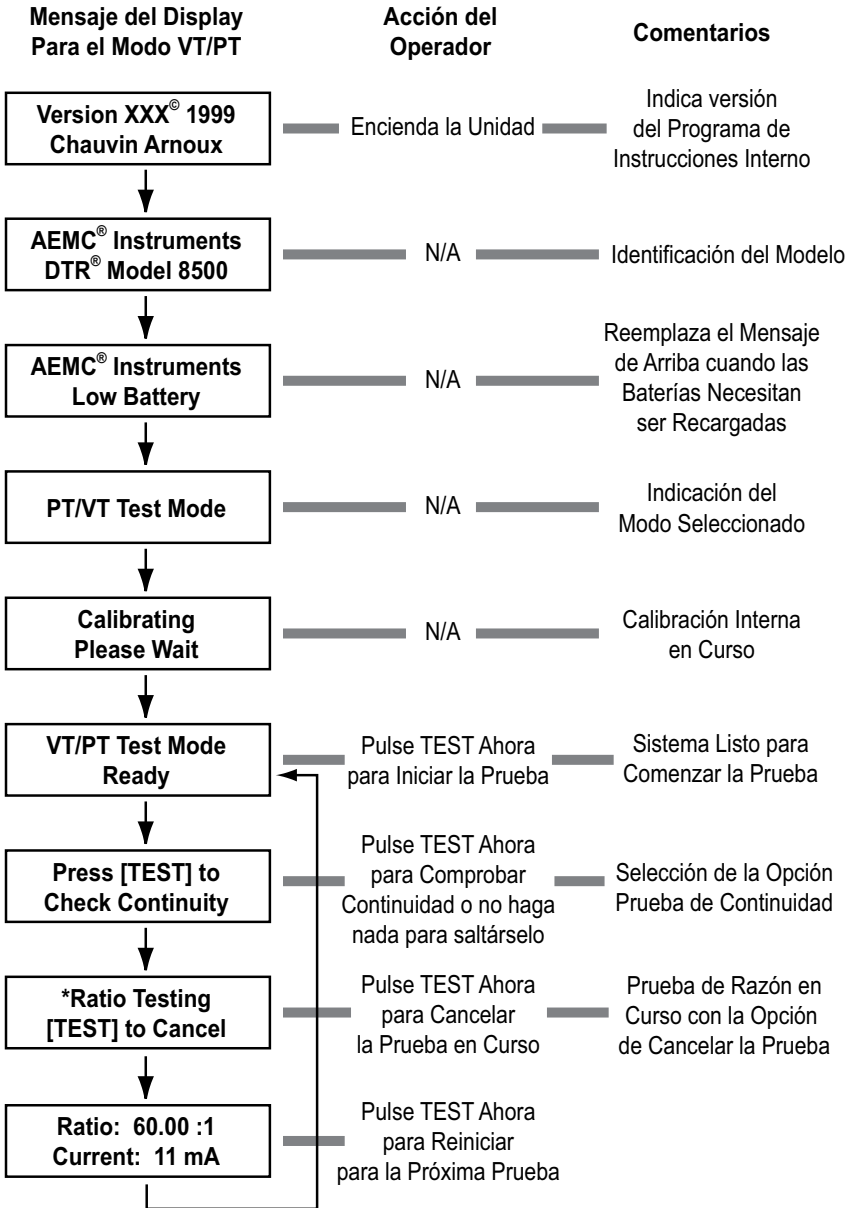 Mensaje del Display
Para el Modo VT/PT
Acción del
Operador
Comentarios
Version XXX© 1999
Chauvin Arnoux
Encienda la Unidad
Indica versión
del Programa de
Instrucciones Interno
AEMC® Instruments
DTR® Model 8500
N/A
Identificación del Modelo
AEMC® Instruments
Low Battery
N/A
Reemplaza el Mensaje
de Arriba cuando las
Baterías Necesitan
ser Recargadas
PT/VT Test Mode
N/A
Indicación del
Modo Seleccionado
Calibrating
Please Wait
N/A
Calibración Interna
en Curso
VT/PT Test Mode
Ready
Pulse TEST Ahora
para Iniciar la Prueba
Sistema Listo para
Comenzar la Prueba
Press [TEST] to
Check Continuity
Pulse TEST Ahora
para Comprobar
Continuidad o no haga
nada para saltárselo
Selección de la Opción
Prueba de Continuidad
*Ratio Testing
[TEST] to Cancel
Pulse TEST Ahora
para Cancelar
la Prueba en Curso
Prueba de Razón en
Curso con la Opción
de Cancelar la Prueba
Ratio: 60.00 :1
Current: 11 mA
Pulse TEST Ahora
para Reiniciar
para la Próxima Prueba